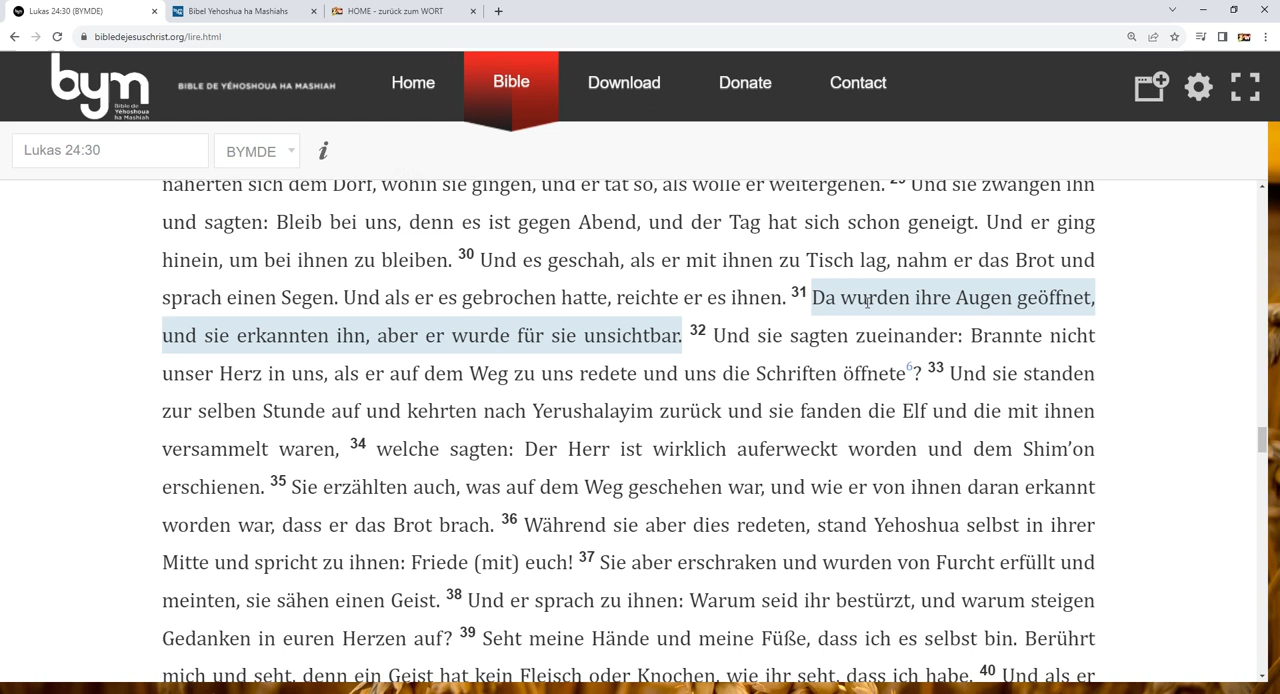 Lukas 24:30 (BYMDE)
Bibel Yehoshua ha Mashiahs
HOME - zurück zum WORT
bibledejesuschrist.org/lire.html
bym
Bible de
Yéhoshoua
ha Mashiah
BIBLE DE YÉHOSHOUA HA MASHIAH
Home
Bible
Download
Donate
Contact
Lukas 24:30
BYMDE
i
näherten sich dem Dorf, wohin sie gingen, und er tat so, als wolle er weitergehen. 29 Und sie zwangen ihn
und sagten: Bleib bei uns, denn es ist gegen Abend, und der Tag hat sich schon geneigt. Und er ging
hinein, um bei ihnen zu bleiben. 30 Und es geschah, als er mit ihnen zu Tisch lag, nahm er das Brot und
sprach einen Segen. Und als er es gebrochen hatte, reichte er es ihnen. 31 Da wurden ihre Augen geöffnet,
und sie erkannten ihn, aber er wurde für sie unsichtbar. 32 Und sie sagten zueinander: Brannte nicht
unser Herz in uns, als er auf dem Weg zu uns redete und uns die Schriften öffnete6? 33 Und sie standen
zur selben Stunde auf und kehrten nach Yerushalayim zurück und sie fanden die Elf und die mit ihnen
versammelt waren, 34 welche sagten: Der Herr ist wirklich auferweckt worden und dem Shim’on
erschienen. 35 Sie erzählten auch, was auf dem Weg geschehen war, und wie er von ihnen daran erkannt
worden war, dass er das Brot brach. 36 Während sie aber dies redeten, stand Yehoshua selbst in ihrer
Mitte und spricht zu ihnen: Friede (mit) euch! 37 Sie aber erschraken und wurden von Furcht erfüllt und
meinten, sie sähen einen Geist. 38 Und er sprach zu ihnen: Warum seid ihr bestürzt, und warum steigen
Gedanken in euren Herzen auf? 39 Seht meine Hände und meine Füße, dass ich es selbst bin. Berührt
mich und seht, denn ein Geist hat kein Fleisch oder Knochen, wie ihr seht, dass ich habe. 40 Und als er